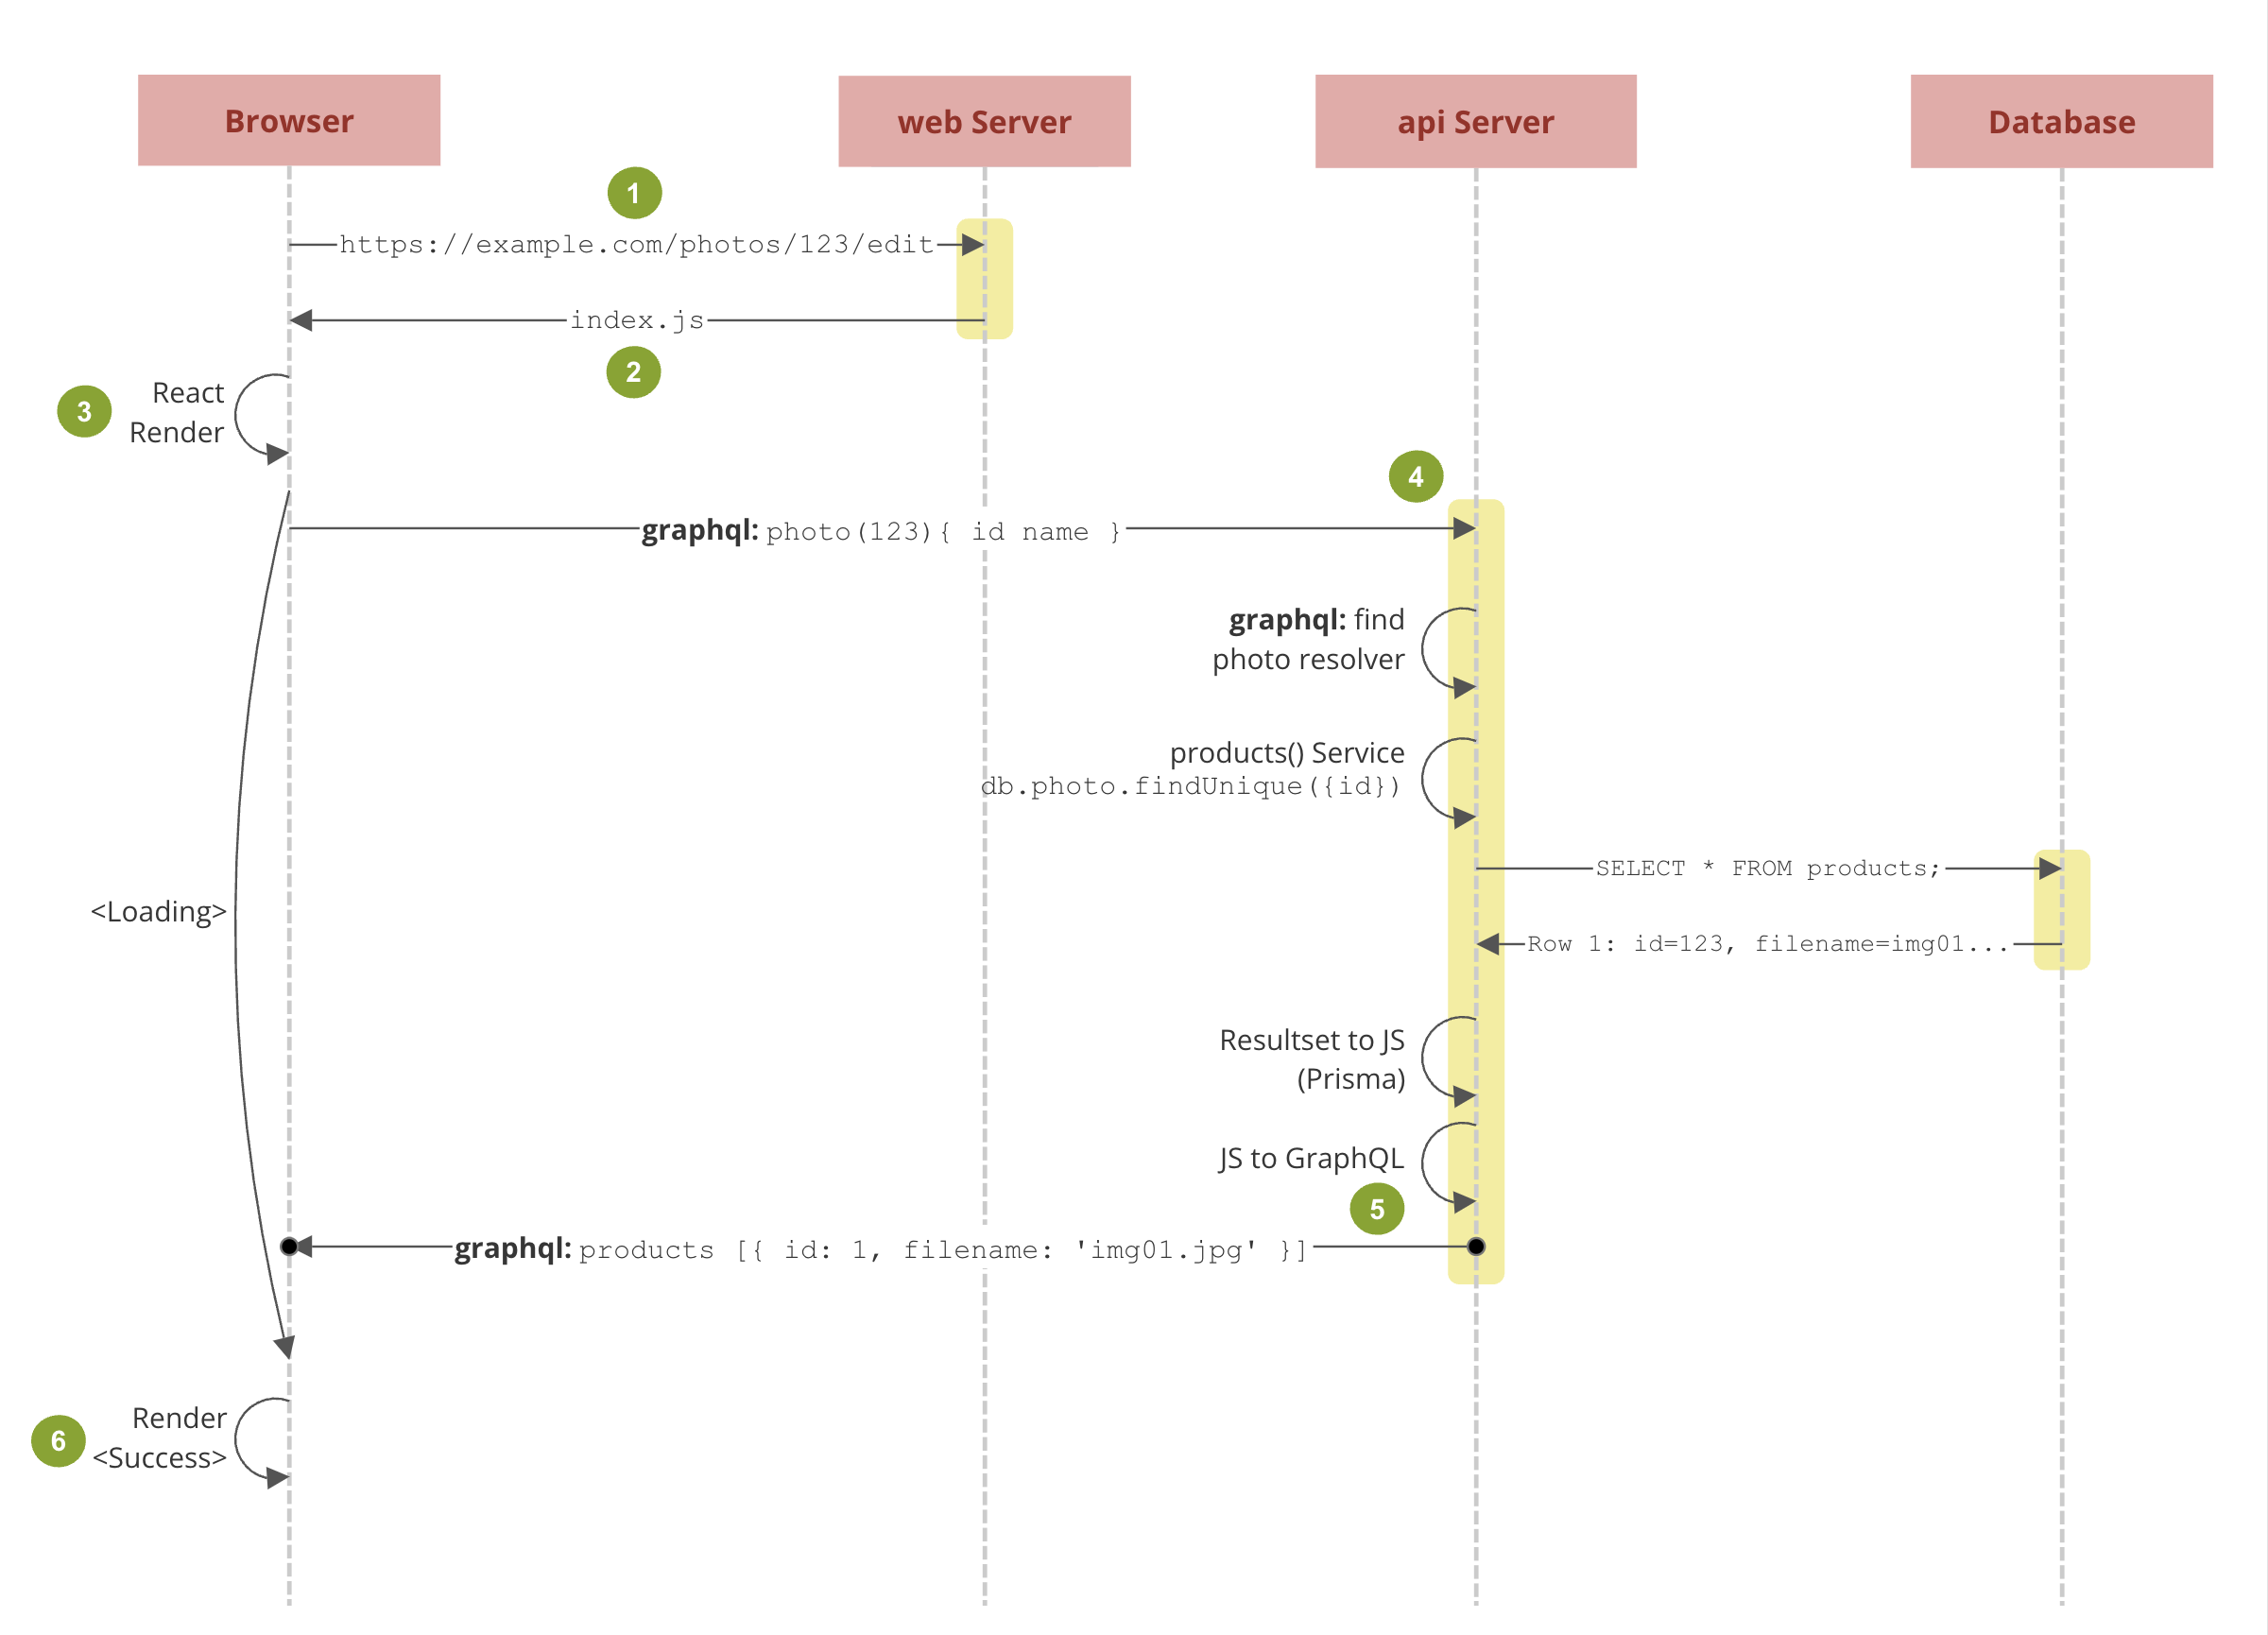 Browser
web Server
api Server
Database
1
https://example.com/photos/123/edit
index.js
2
3
React
Render
4
graphql: photo(123){ id name }
graphql: find
photo resolver
products() Service
db.photo.findUnique({id})
SELECT * FROM products;
<Loading>
Row 1: id=123, filename=img01...
Resultset to JS
(Prisma)
JS to GraphQL
5
graphql: products [{ id: 1, filename: 'img01.jpg' }]
6
Render
<Success>